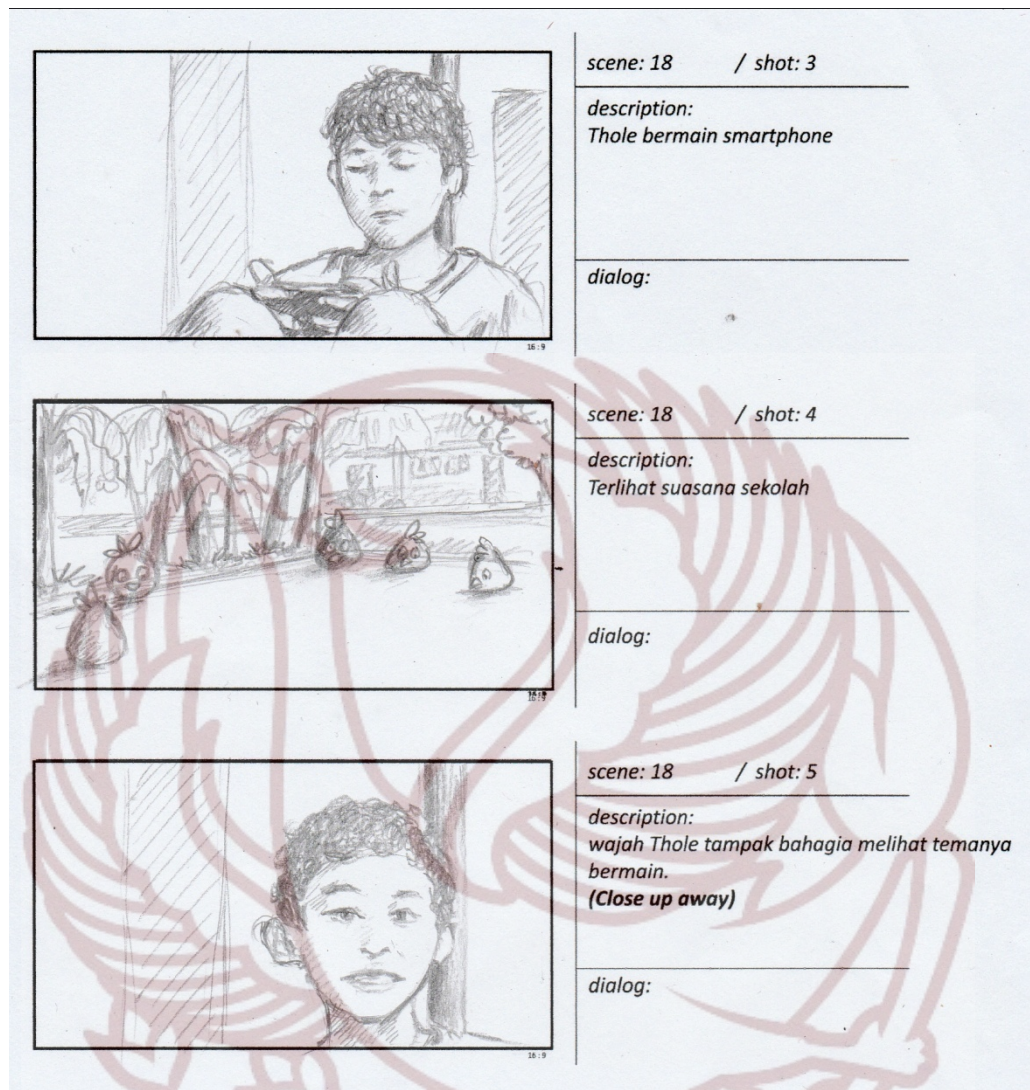 scene: 18 / shot: 3
description:
Thole bermain smartphone
dialog:
16:9
scene: 18 / shot: 4
description:
Terlihat suasana sekolah
dialog:
16:9
scene: 18 / shot: 5
description:
wajah Thole tampak bahagia melihat temanya
bermain.
(Close up away)
dialog:
16:9